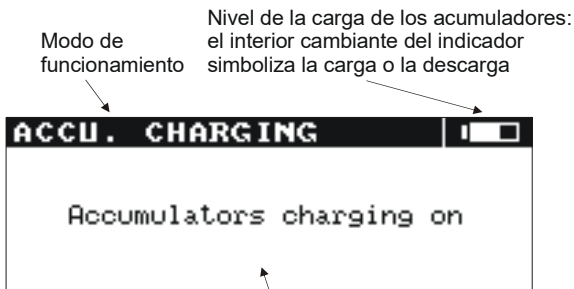 Modo de
funcionamiento
Nivel de la carga de los acumuladores:
el interior cambiante del indicador
simboliza la carga o la descarga
ACCU. CHARGING
Accumulators charging on